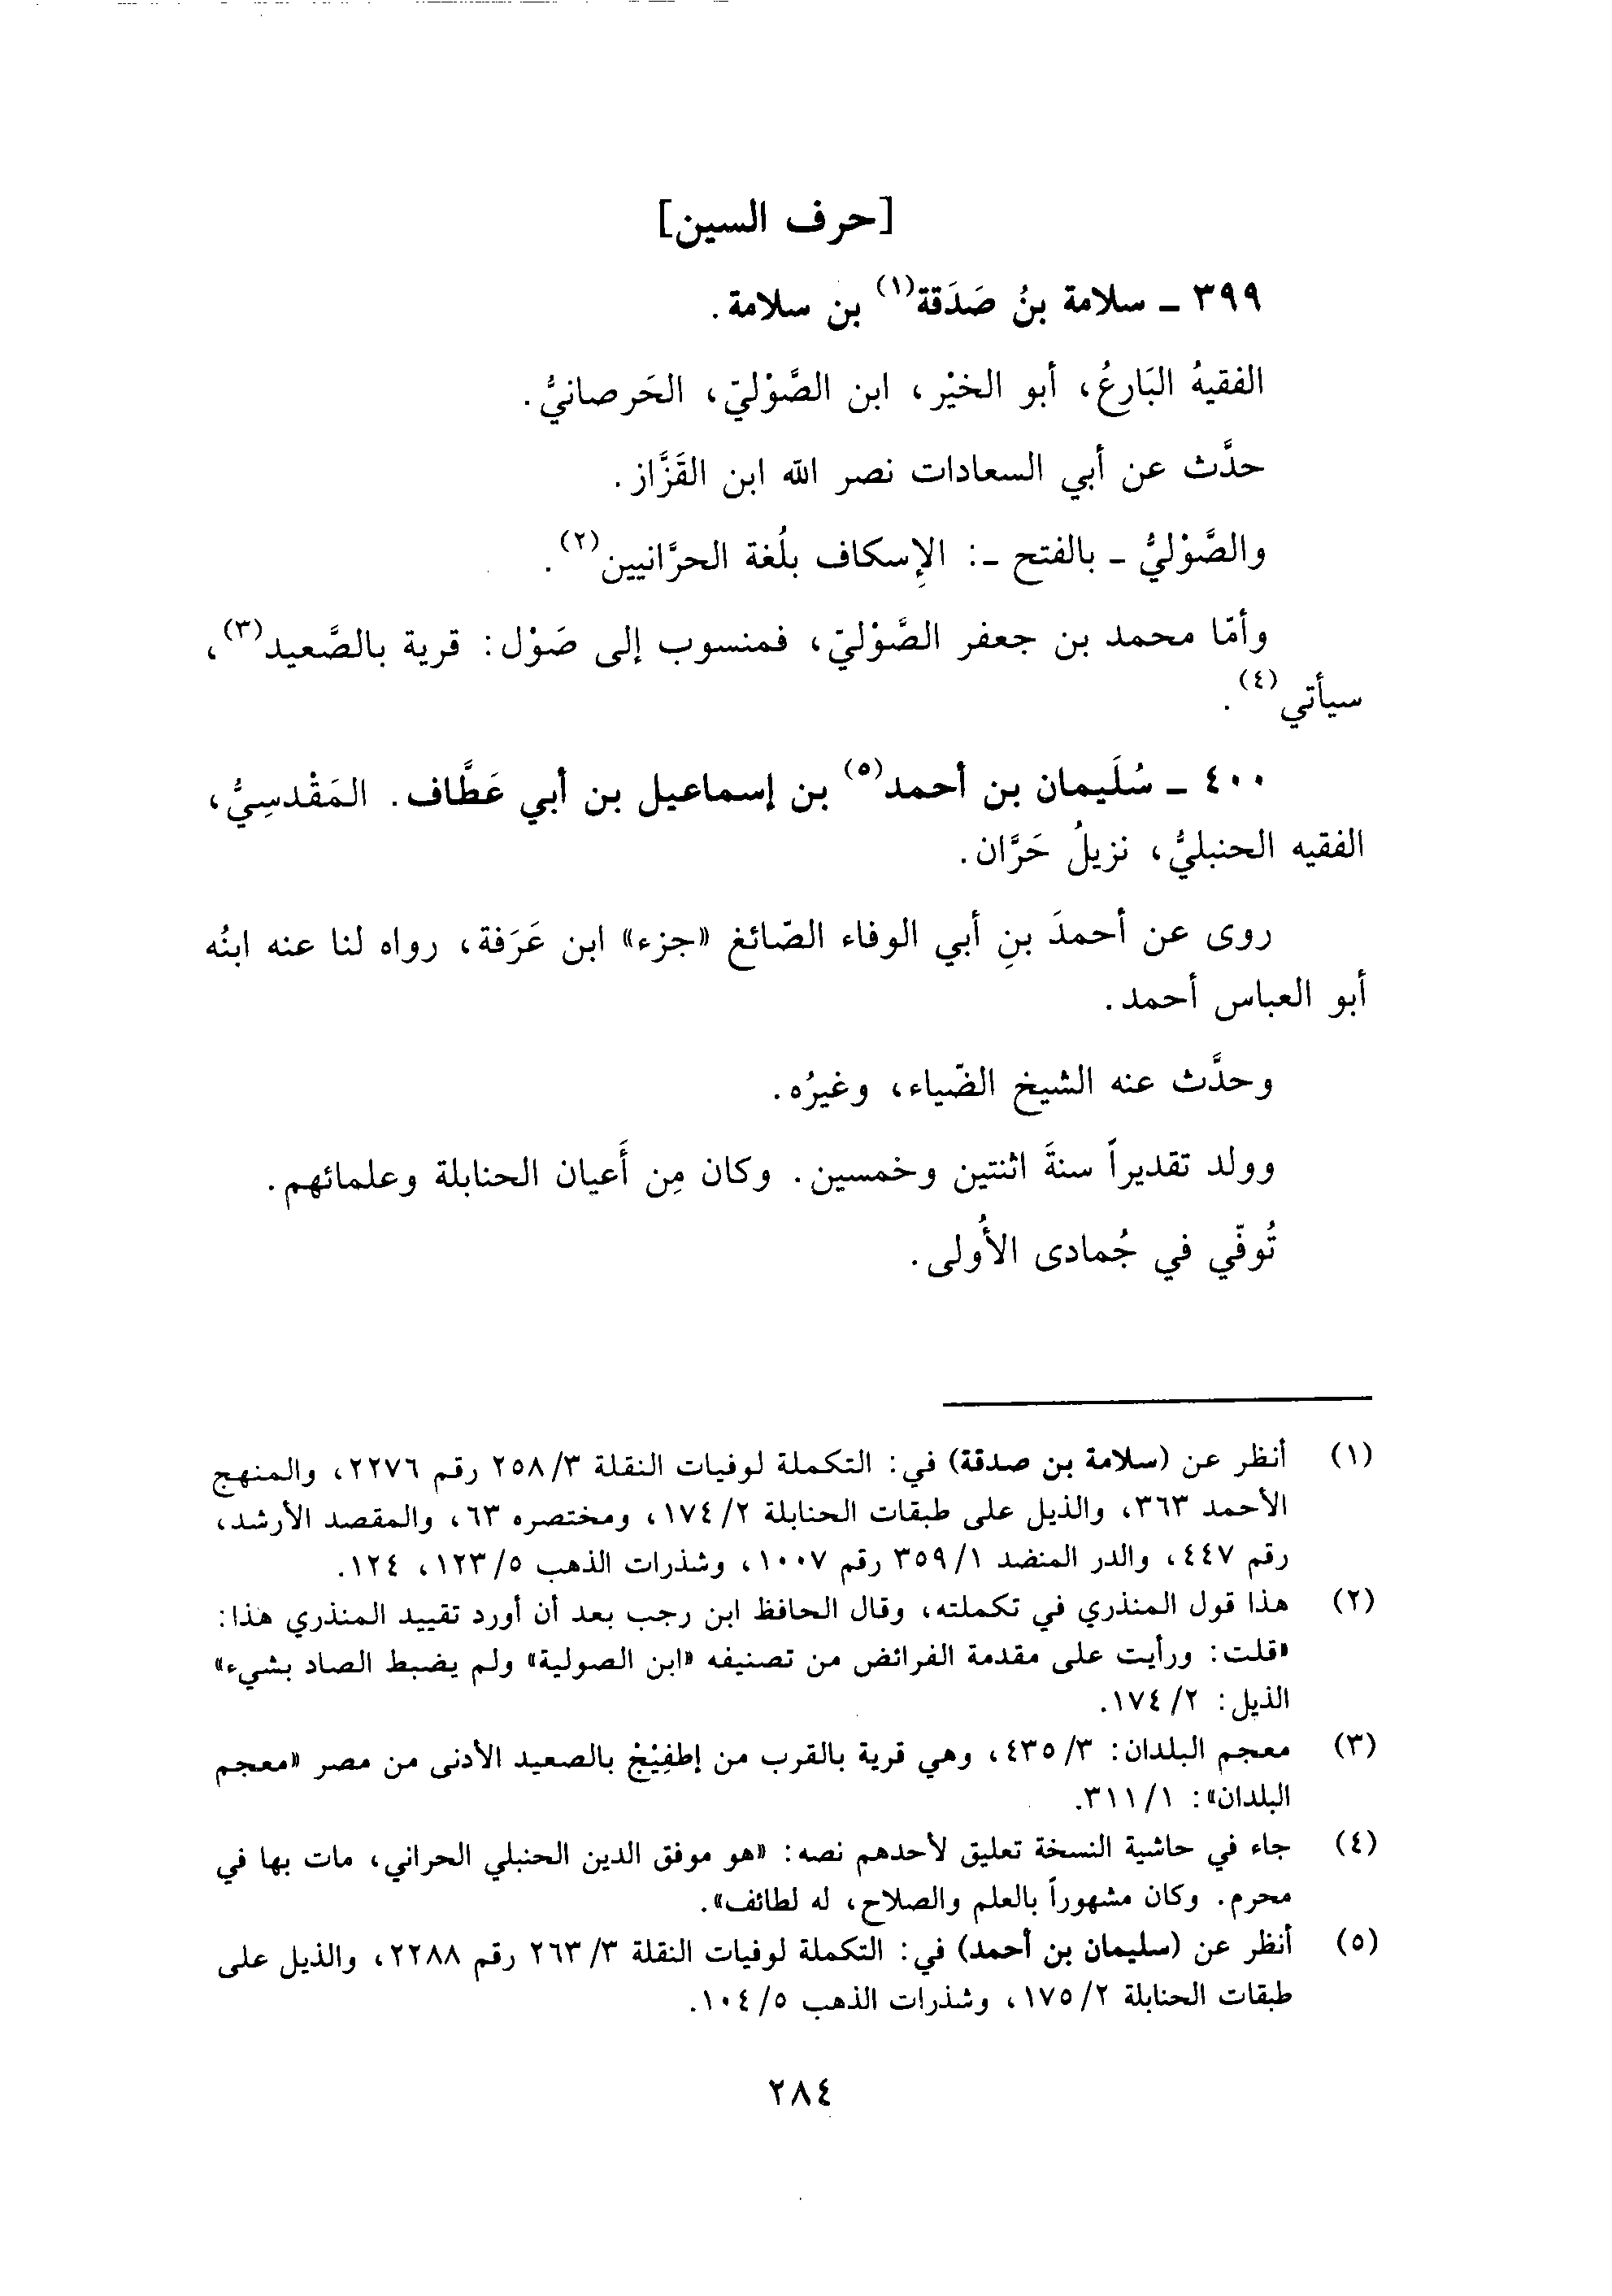 [حرف السين]
٣٩٩ ـ سلامة بنُ صَدَقة(١) بن سلامة.
الفقيهُ البَارعُ، أبو الخيْر، ابن الصَّوْليّ، الحَرصانيُّ.
حدَّث عن أبي السعادات نصر الله ابن القَزَّاز.
والصَّوْليُّ ـ بالفتح ـ: الإسكاف بلُغة الحرَّانيين(٢).
وأمّا محمد بن جعفر الصَّوْليّ، فمنسوب إلى صَوْل: قرية بالصَّعيد(٣)،
سيأتي(٤).
٤٠٠ ـ سُلَيمان بن أحمد(٥) بن إسماعيل بن أبي عَطَّاف. المَقْدسِيُّ،
الفقيه الحنبليُّ، نزيلُ حَرَّان.
روى عن أحمدَ بنِ أبي الوفاء الصّائغ «جزء» ابن عَرَفة، رواه لنا عنه ابنُه
أبو العباس أحمد.
وحدَّث عنه الشيخ الضّياء، وغيرُه.
وولد تقديراً سنةَ اثنتين وخمسين. وكان مِن أَعيان الحنابلة وعلمائهم.
تُوفّي في جُمادى الأُولى.
(١) أنظر عن (سلامة بن صدقة) في: التكملة لوفيات النقلة ٣/ ٢٥٨ رقم ٢٢٧٦، والمنهج
الأحمد ٣٦٣، والذيل على طبقات الحنابلة ٢/ ١٧٤، ومختصره ٦٣، والمقصد الأرشد،
رقم ٤٤٧، والدر المنضد ١/ ٣٥٩ رقم ١٠٠٧، وشذرات الذهب ٥/ ١٢٣، ١٢٤.
(٢) هذا قول المنذري في تكملته، وقال الحافظ ابن رجب بعد أن أورد تقييد المنذري هذا:
«قلت: ورأيت على مقدمة الفرائض من تصنيفه «ابن الصولية» ولم يضبط الصاد بشيء»
الذيل: ٢/ ١٧٤.
(٣) معجم البلدان: ٣/ ٤٣٥، وهي قرية بالقرب من إطفِيْحْ بالصعيد الأدنى من مصر «معجم
البلدان»: ١/ ٣١١.
(٤) جاء في حاشية النسخة تعليق لأحدهم نصه: «هو موفق الدين الحنبلي الحراني، مات بها في
محرم. وكان مشهوراً بالعلم والصلاح، له لطائف».
(٥) أنظر عن (سليمان بن أحمد) في: التكملة لوفيات النقلة ٣/ ٢٦٣ رقم ٢٢٨٨، والذيل على
طبقات الحنابلة ٢/ ١٧٥، وشذرات الذهب ٥/ ١٠٤.
٢٨٤